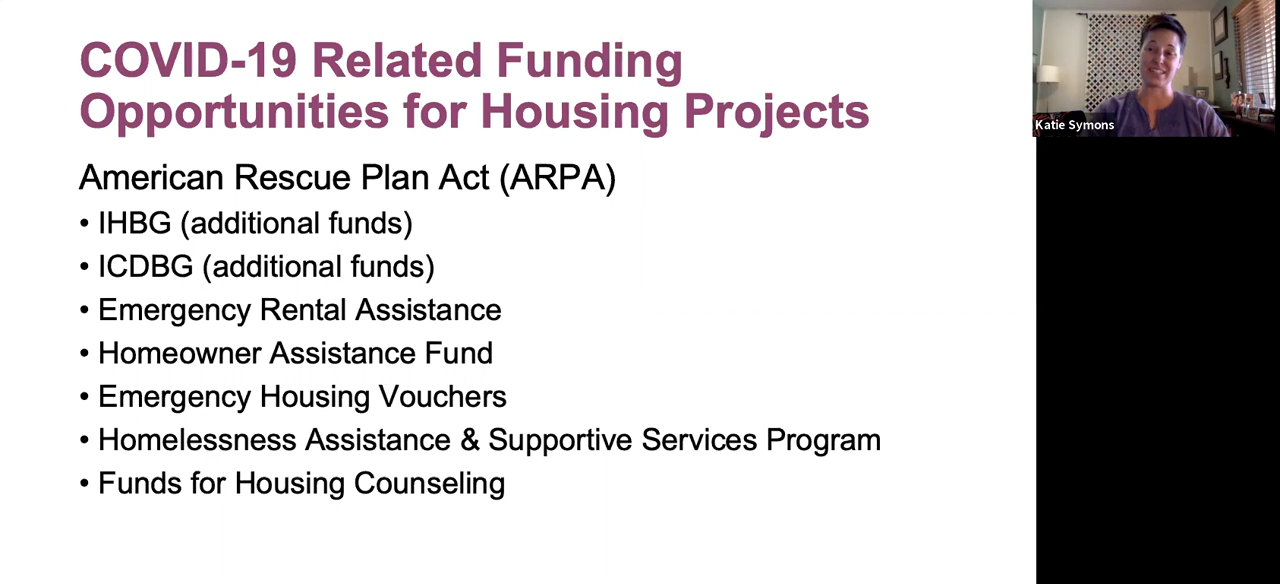 COVID-19 Related Funding
Opportunities for Housing Projects
American Rescue Plan Act (ARPA)
• IHBG (additional funds)
• ICDBG (additional funds)
• Emergency Rental Assistance
• Homeowner Assistance Fund
• Emergency Housing Vouchers
• Homelessness Assistance & Supportive Services Program
• Funds for Housing Counseling
Katie Symons